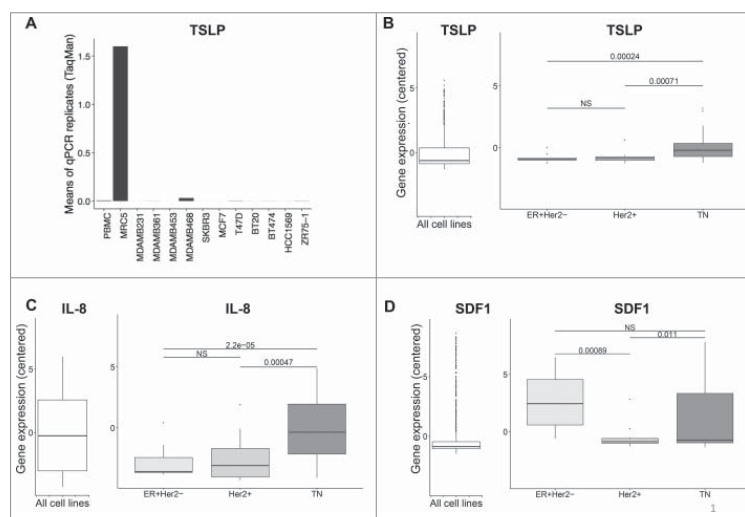 A
TSLP
Means of qPCR replicates (TaqMan)
1.5
1.0
0.5
0.0
PBMC
MRC5
MDAMB231
MDAMB361
MDAMB453
MDAMB468
SKBR3
MCF7
T47D
BT20
BT474
HCC1569
ZR75-1
B
TSLP TSLP
Gene expression (centered)
5
0
All cell lines
5
0
0.00024
0.00071
NS
ER+Her2− Her2+ TN
C
IL-8 IL-8
Gene expression (centered)
5
0
All cell lines
5
0
2.2e−05
NS
0.00047
ER+Her2− Her2+ TN
D
SDF1 SDF1
Gene expression (centered)
5
0
All cell lines
5
0
NS
0.011
0.00089
ER+Her2− Her2+ TN
1